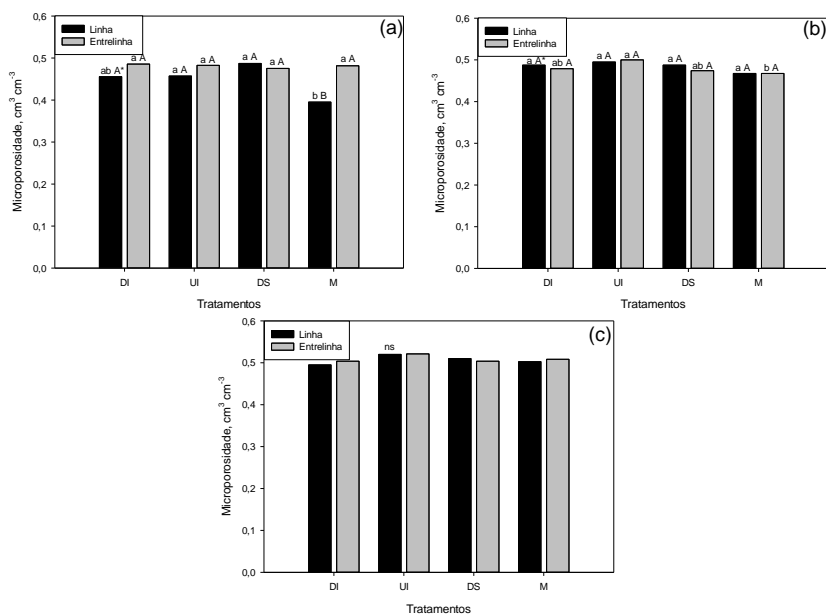 (a)
Linha
Entrelinha
ab A*
a A
a A
a A
a A
a A
b B
a A
0,6
0,5
0,4
0,3
0,2
0,1
0,0
Microporosidade, cm³ cm⁻³
DI UI DS M
Tratamentos
(b)
Linha
Entrelinha
a A*
ab A
a A
a A
a A
ab A
a A
b A
0,6
0,5
0,4
0,3
0,2
0,1
0,0
Microporosidade, cm³ cm⁻³
DI UI DS M
Tratamentos
(c)
Linha
Entrelinha
ns
0,6
0,5
0,4
0,3
0,2
0,1
0,0
Microporosidade, cm³ cm⁻³
DI UI DS M
Tratamentos